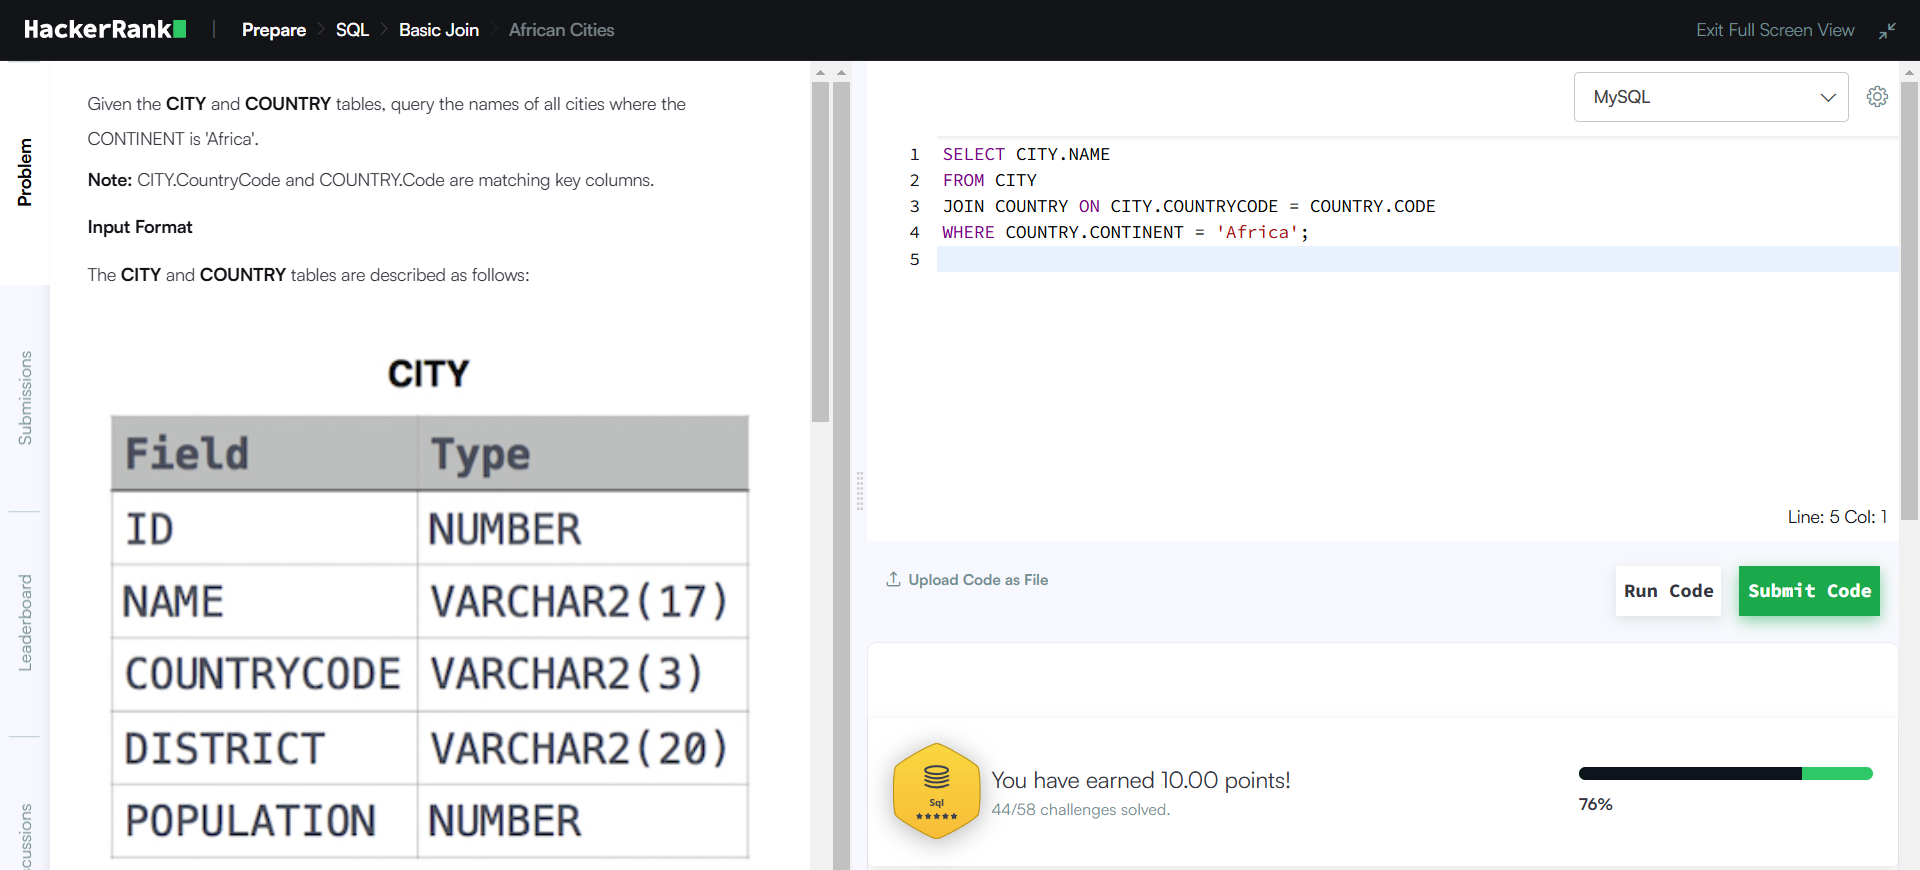 HackerRank | Prepare > SQL > Basic Join > African Cities
Exit Full Screen View
Problem
Submissions
Leaderboard
cussions
Given the CITY and COUNTRY tables, query the names of all cities where the
CONTINENT is 'Africa'.
Note: CITY.CountryCode and COUNTRY.Code are matching key columns.
Input Format
The CITY and COUNTRY tables are described as follows:
CITY
Field Type
ID NUMBER
NAME VARCHAR2(17)
COUNTRYCODE VARCHAR2(3)
DISTRICT VARCHAR2(20)
POPULATION NUMBER
MySQL
1 SELECT CITY.NAME
2 FROM CITY
3 JOIN COUNTRY ON CITY.COUNTRYCODE = COUNTRY.CODE
4 WHERE COUNTRY.CONTINENT = 'Africa';
5
Line: 5 Col: 1
Upload Code as File
Run Code
Submit Code
Sql
You have earned 10.00 points!
44/58 challenges solved.
76%